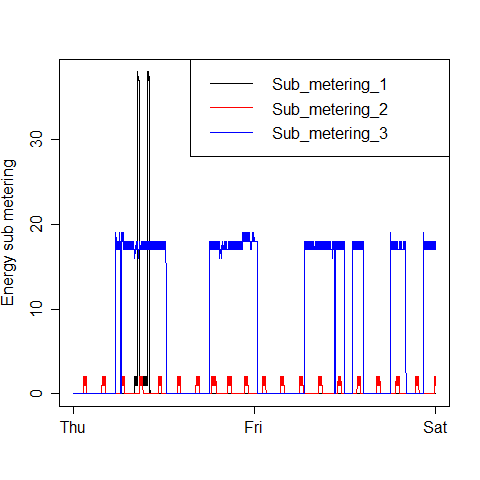 Sub_metering_1
Sub_metering_2
Sub_metering_3
Energy sub metering
30
20
10
0
Thu Fri Sat